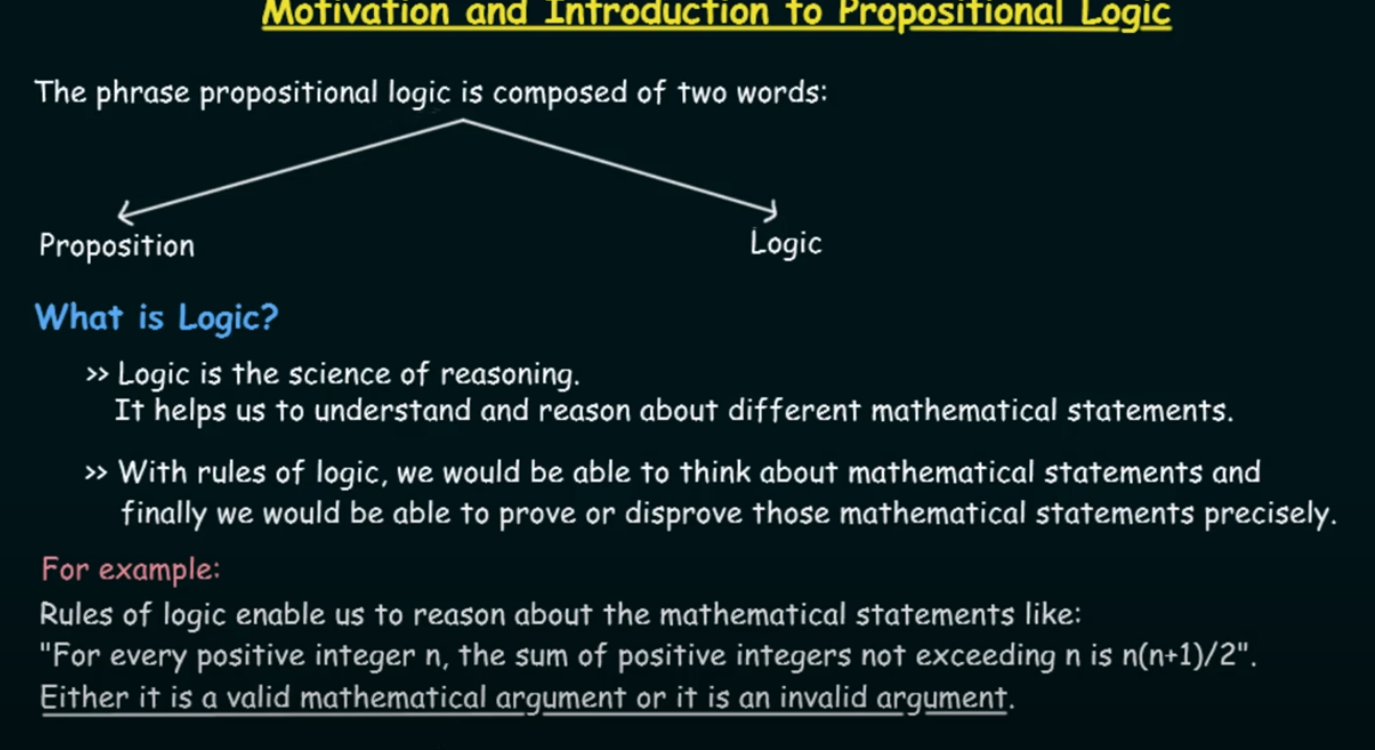 Motivation and Introduction to Propositional Logic
The phrase propositional logic is composed of two words:
Proposition
Logic
What is Logic?
>> Logic is the science of reasoning.
It helps us to understand and reason about different mathematical statements.
>> With rules of logic, we would be able to think about mathematical statements and
finally we would be able to prove or disprove those mathematical statements precisely.
For example:
Rules of logic enable us to reason about the mathematical statements like:
"For every positive integer n, the sum of positive integers not exceeding n is n(n+1)/2".
Either it is a valid mathematical argument or it is an invalid argument.